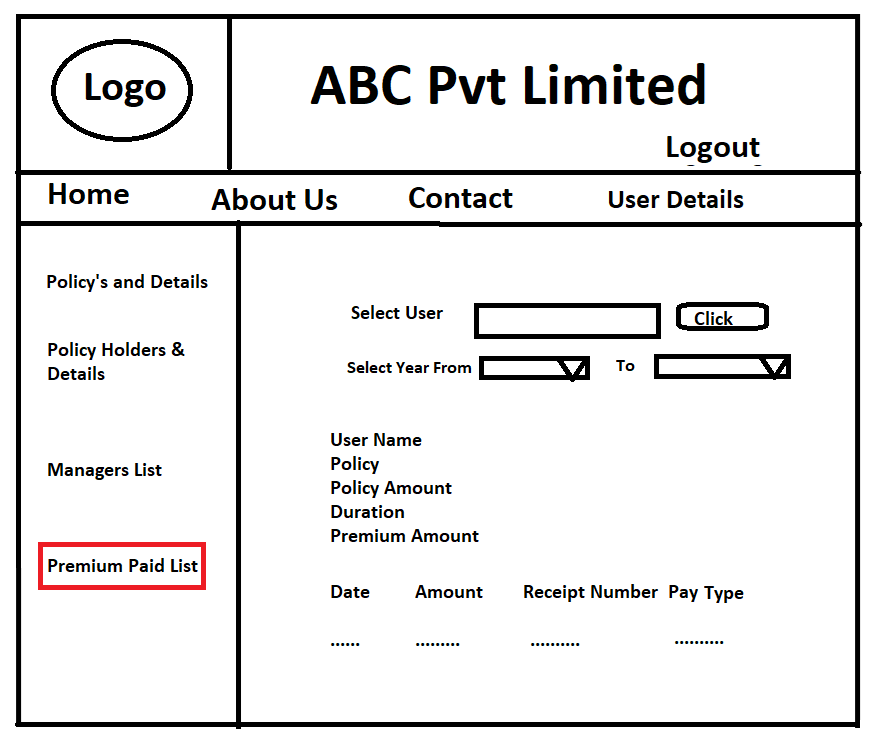 Logo
ABC Pvt Limited
Logout
Home About Us Contact User Details
Policy's and Details
Policy Holders &
Details
Managers List
Premium Paid List
Select User Click
Select Year From To
User Name
Policy
Policy Amount
Duration
Premium Amount
Date Amount Receipt Number Pay Type
...... ......... .......... ..........